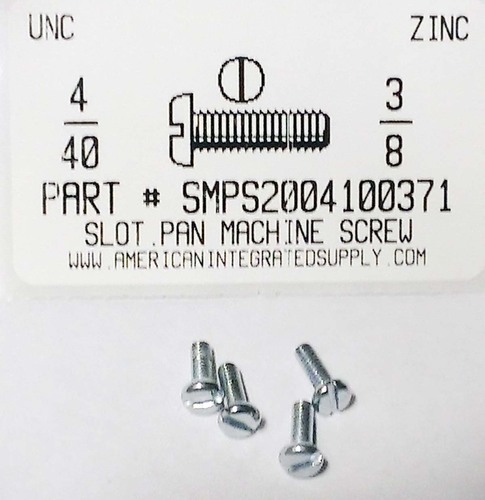 UNC ZINC
4/40 3/8
PART # SMPS2004100371
SLOT.PAN MACHINE SCREW
WWW.AMERICANINTEGRATEDSUPPLY.COM